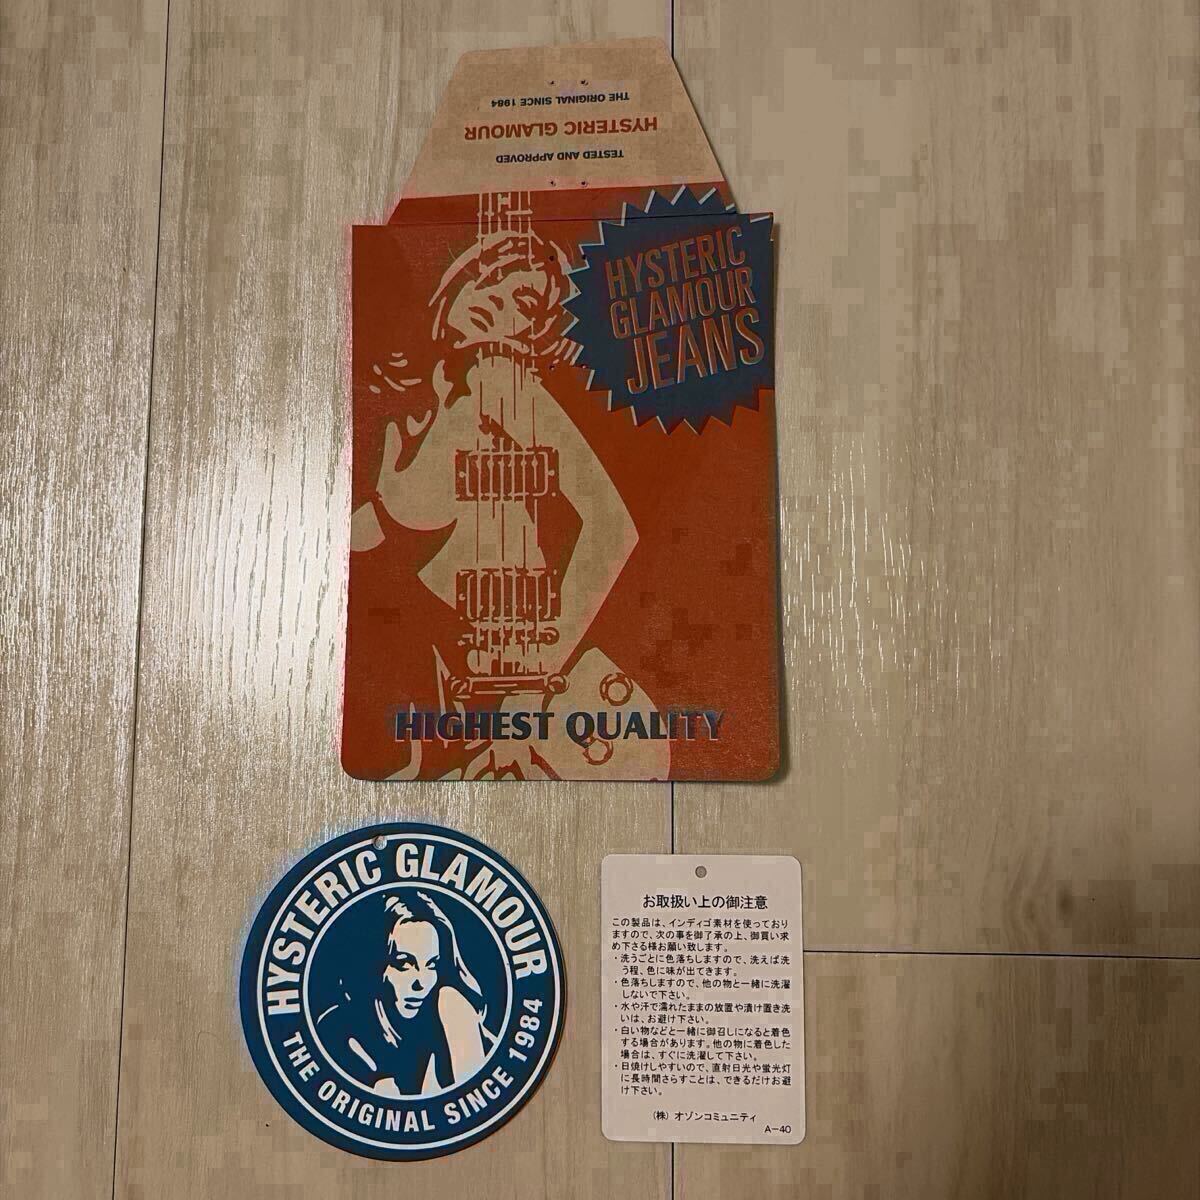 THE ORIGINAL SINCE 1984
HYSTERIC GLAMOUR
TESTED AND APPROVED
HYSTERIC
GLAMOUR
JEANS
HIGHEST QUALITY
HYSTERIC GLAMOUR
THE ORIGINAL SINCE 1984
お取扱い上の御注意
この製品は、インディゴ素材を使っており
ますので、次の事を御了承の上、御買い求
め下さる様お願い致します。
・洗うごとに色落ちしますので、洗えば洗
う程、色に味が出てきます。
・色落ちしますので、他の物と一緒に洗濯
しないで下さい。
・水や汗で濡れたままの放置や漬け置き洗
いは、お避け下さい。
・白い物などと一緒に御召しになると着色
する場合があります。他の物に着色した
場合は、すぐに洗濯して下さい。
・日焼けしやすいので、直射日光や蛍光灯
に長時間さらすことは、できるだけお避
け下さい。
(株) オゾンコミュニティ
A-40